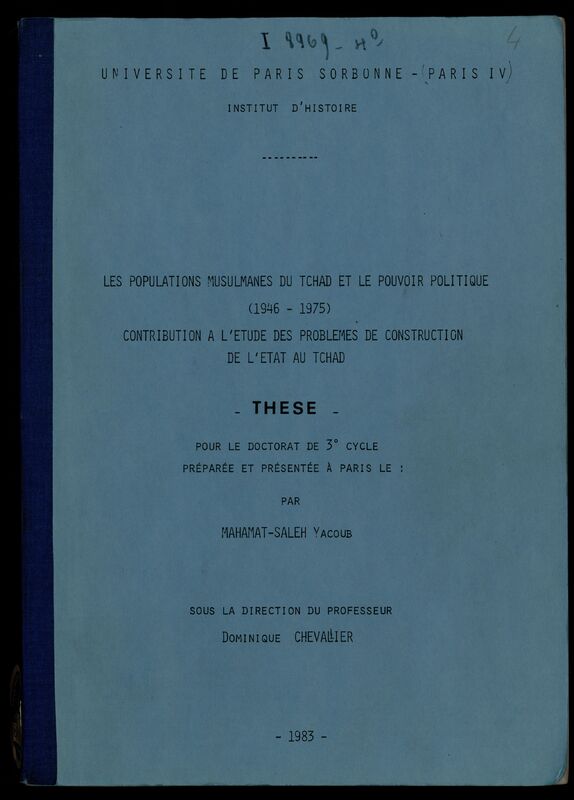 I 8969-4°
4
UNIVERSITE DE PARIS SORBONNE - (PARIS IV)
INSTITUT D'HISTOIRE
----------
LES POPULATIONS MUSULMANES DU TCHAD ET LE POUVOIR POLITIQUE
(1946 - 1975)
CONTRIBUTION A L'ETUDE DES PROBLEMES DE CONSTRUCTION
DE L'ETAT AU TCHAD
- THESE -
POUR LE DOCTORAT DE 3° CYCLE
PRÉPARÉE ET PRÉSENTÉE À PARIS LE :
PAR
MAHAMAT-SALEH YACOUB
SOUS LA DIRECTION DU PROFESSEUR
DOMINIQUE CHEVALLIER
- 1983 -